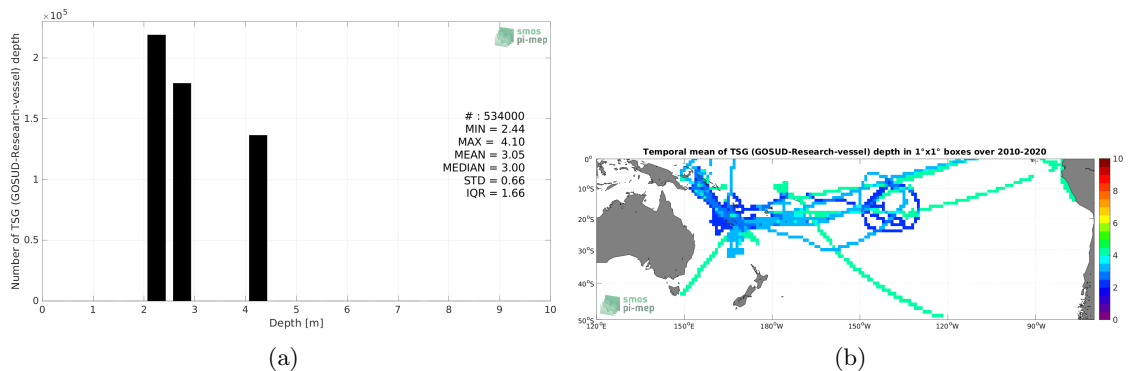 ×10⁵
smos
pi-mep
Number of TSG (GOSUD-Research-vessel) depth
2
1.5
1
0.5
0
# : 534000
MIN = 2.44
MAX = 4.10
MEAN = 3.05
MEDIAN = 3.00
STD = 0.66
IQR = 1.66
0 1 2 3 4 5 6 7 8 9 10
Depth [m]
(a)
Temporal mean of TSG (GOSUD-Research-vessel) depth in 1°x1° boxes over 2010-2020
0°
10°S
20°S
30°S
40°S
50°S
120°E 150°E 180°W 150°W 120°W 90°W
10
8
6
4
2
0
smos
pi-mep
(b)